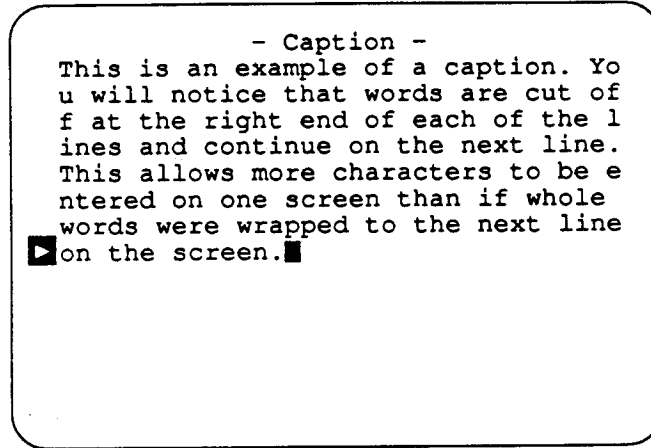 - Caption -
This is an example of a caption. Yo
u will notice that words are cut of
f at the right end of each of the l
ines and continue on the next line.
This allows more characters to be e
ntered on one screen than if whole
words were wrapped to the next line
on the screen.